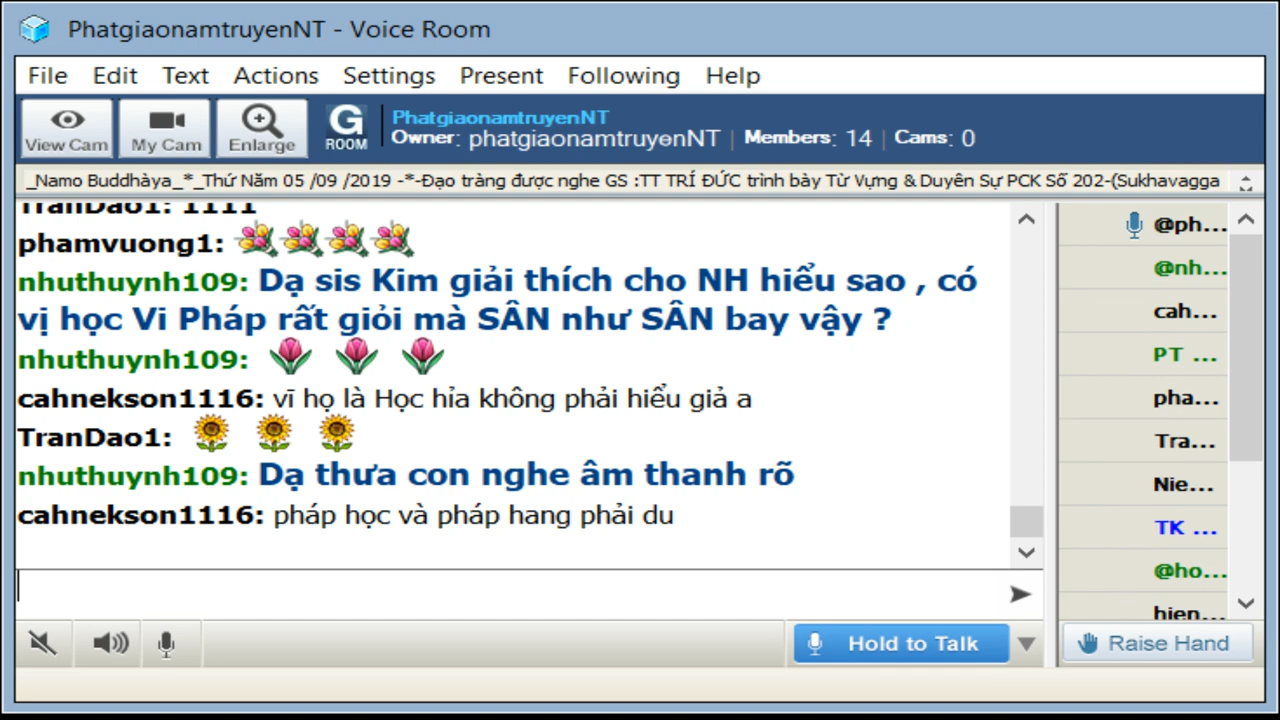 PhatgiaonamtruyenNT - Voice Room
File Edit Text Actions Settings Present Following Help
View Cam My Cam Enlarge G ROOM
PhatgiaonamtruyenNT
Owner: phatgiaonamtruyenNT | Members: 14 | Cams: 0
_Namo Buddhàya_*_Thứ Năm 05 /09 /2019 -*-Đạo tràng được nghe GS :TT TRÍ ĐỨC trình bày Từ Vựng & Duyên Sự PCK Số 202-(Sukhavagga
TranDao1: 1111
phamvuong1:
nhuthuynh109: Dạ sis Kim giải thích cho NH hiểu sao , có
vị học Vi Pháp rất giỏi mà SÂN như SÂN bay vậy ?
nhuthuynh109:
cahnekson1116: vĩ họ là Học hỉa không phải hiểu giả a
TranDao1:
nhuthuynh109: Dạ thưa con nghe âm thanh rõ
cahnekson1116: pháp học và pháp hang phải du
@ph...
@nh...
cah...
PT ...
pha...
Tra...
Nie...
TK ...
@ho...
hien...
Hold to Talk
Raise Hand